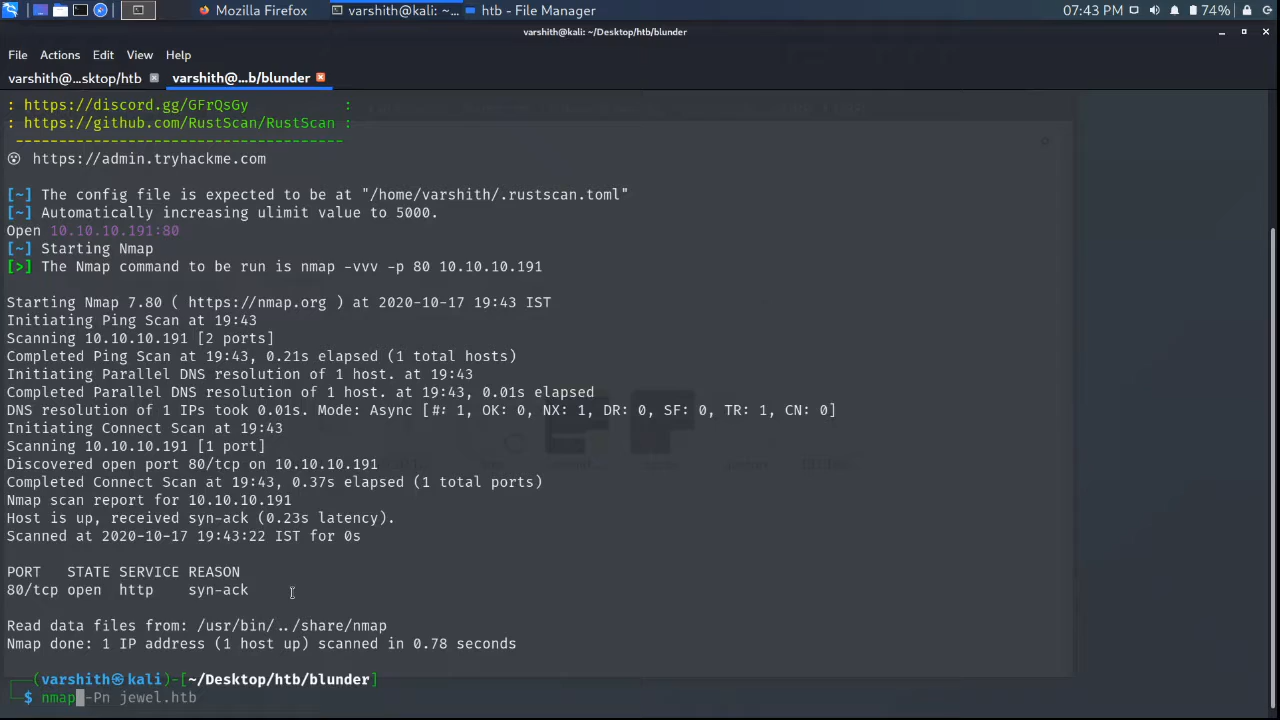 Mozilla Firefox
varshith@kali: ~...
htb - File Manager
07:43 PM
74%
varshith@kali: ~/Desktop/htb/blunder
File Actions Edit View Help
varshith@...sktop/htb
varshith@...b/blunder
: https://discord.gg/GFrQsGy :
: https://github.com/RustScan/RustScan :
--------------------------------------
https://admin.tryhackme.com
[~] The config file is expected to be at "/home/varshith/.rustscan.toml"
[~] Automatically increasing ulimit value to 5000.
Open 10.10.10.191:80
[~] Starting Nmap
[>] The Nmap command to be run is nmap -vvv -p 80 10.10.10.191
Starting Nmap 7.80 ( https://nmap.org ) at 2020-10-17 19:43 IST
Initiating Ping Scan at 19:43
Scanning 10.10.10.191 [2 ports]
Completed Ping Scan at 19:43, 0.21s elapsed (1 total hosts)
Initiating Parallel DNS resolution of 1 host. at 19:43
Completed Parallel DNS resolution of 1 host. at 19:43, 0.01s elapsed
DNS resolution of 1 IPs took 0.01s. Mode: Async [#: 1, OK: 0, NX: 1, DR: 0, SF: 0, TR: 1, CN: 0]
Initiating Connect Scan at 19:43
Scanning 10.10.10.191 [1 port]
Discovered open port 80/tcp on 10.10.10.191
Completed Connect Scan at 19:43, 0.37s elapsed (1 total ports)
Nmap scan report for 10.10.10.191
Host is up, received syn-ack (0.23s latency).
Scanned at 2020-10-17 19:43:22 IST for 0s
PORT STATE SERVICE REASON
80/tcp open http syn-ack
Read data files from: /usr/bin/../share/nmap
Nmap done: 1 IP address (1 host up) scanned in 0.78 seconds
(varshith㉿kali)-[~/Desktop/htb/blunder]
$ nmap -Pn jewel.htb